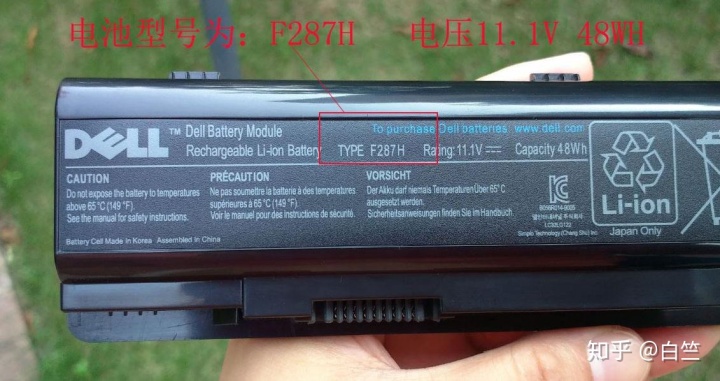 电池型号为：F287H 电压11.1V 48WH
To purchase Dell batteries www.dell.com
DELL™ Dell Battery Module
Rechargeable Li-ion Battery TYPE F287H Rating:11.1V⎓ Capacity 48Wh
CAUTION
Do not expose the battery to temperatures
above 65 °C (149 °F).
See the manual for safety instructions.
PRÉCAUTION
Ne pas soumettre la batterie à des températures
supérieures à 65 °C (149 °F).
Voir le manuel pour des instructions de sécurité.
VORSICHT
Der Akku darf niemals Temperaturen Über 65° C
ausgesetzt werden.
Sicherheitsanweisungen finden Sie im Handbuch
Battery Cell Made in Korea Assembled in China
Li-ion
Japan Only
知乎 @白竺